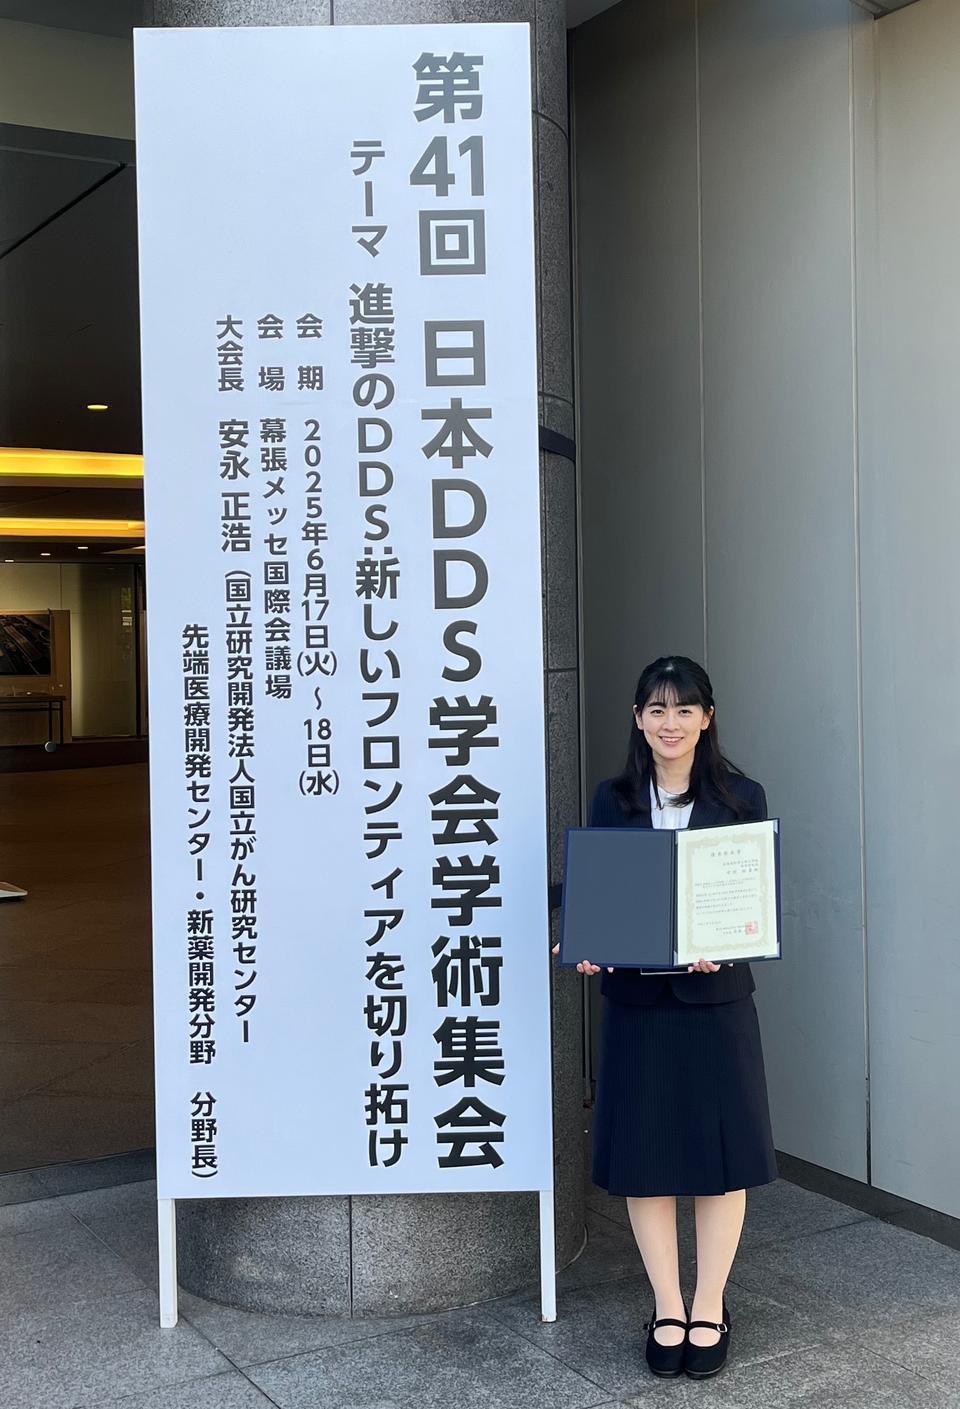 第41回 日本DDS学会学術集会
テーマ 進撃のDDS:新しいフロンティアを切り拓け
会 期 2025年6月17日(火) ～ 18日(水)
会 場 幕張メッセ国際会議場
大会長 安永 正浩 (国立研究開発法人国立がん研究センター
先端医療開発センター・新薬開発分野 分野長)